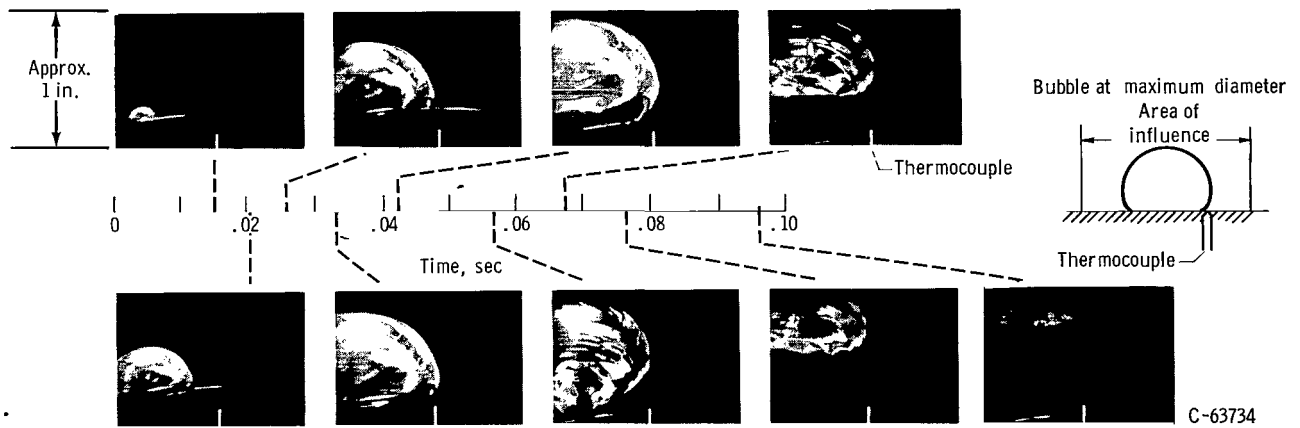 Approx.
1 in.
Thermocouple
Bubble at maximum diameter
Area of
influence
Thermocouple
0 .02 .04 .06 .08 .10
Time, sec
C-63734